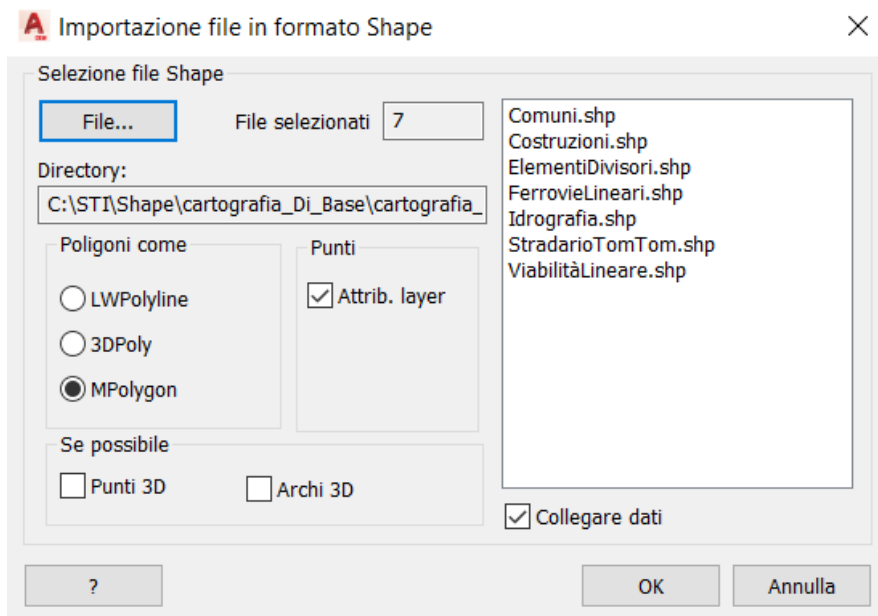 Importazione file in formato Shape
Selezione file Shape
File...
File selezionati 7
Directory:
C:\STI\Shape\cartografia_Di_Base\cartografia_
Poligoni come
LWPolyline
3DPoly
MPolygon
Punti
Attrib. layer
Se possibile
Punti 3D
Archi 3D
Comuni.shp
Costruzioni.shp
ElementiDivisori.shp
FerrovieLineari.shp
Idrografia.shp
StradarioTomTom.shp
ViabilitàLineare.shp
Collegare dati
?
OK
Annulla